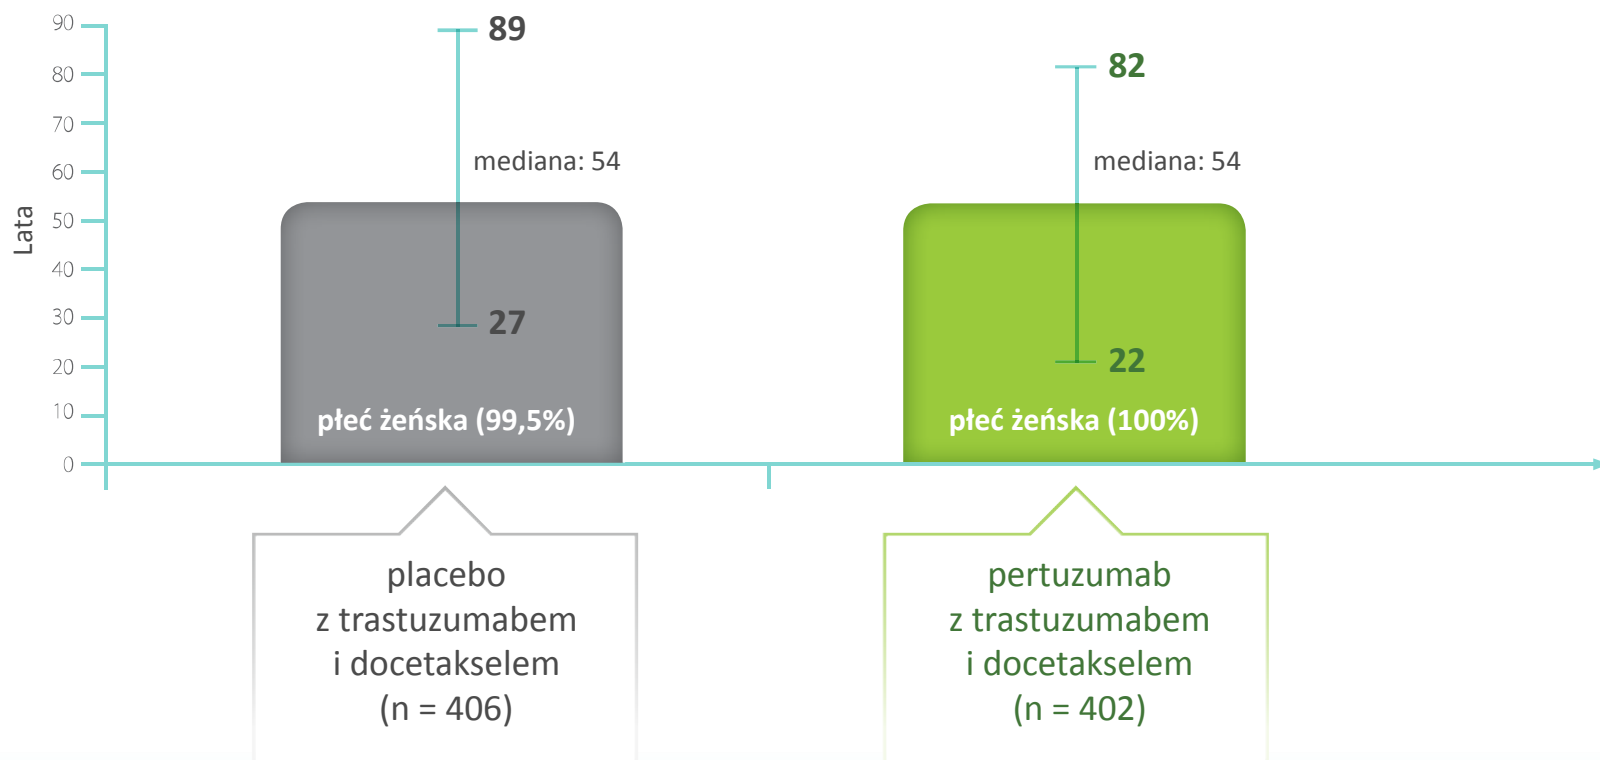 Lata
90
80
70
60
50
40
30
20
10
0
89
mediana: 54
27
płeć żeńska (99,5%)
82
mediana: 54
22
płeć żeńska (100%)
placebo
z trastuzumabem
i docetakselem
(n = 406)
pertuzumab
z trastuzumabem
i docetakselem
(n = 402)